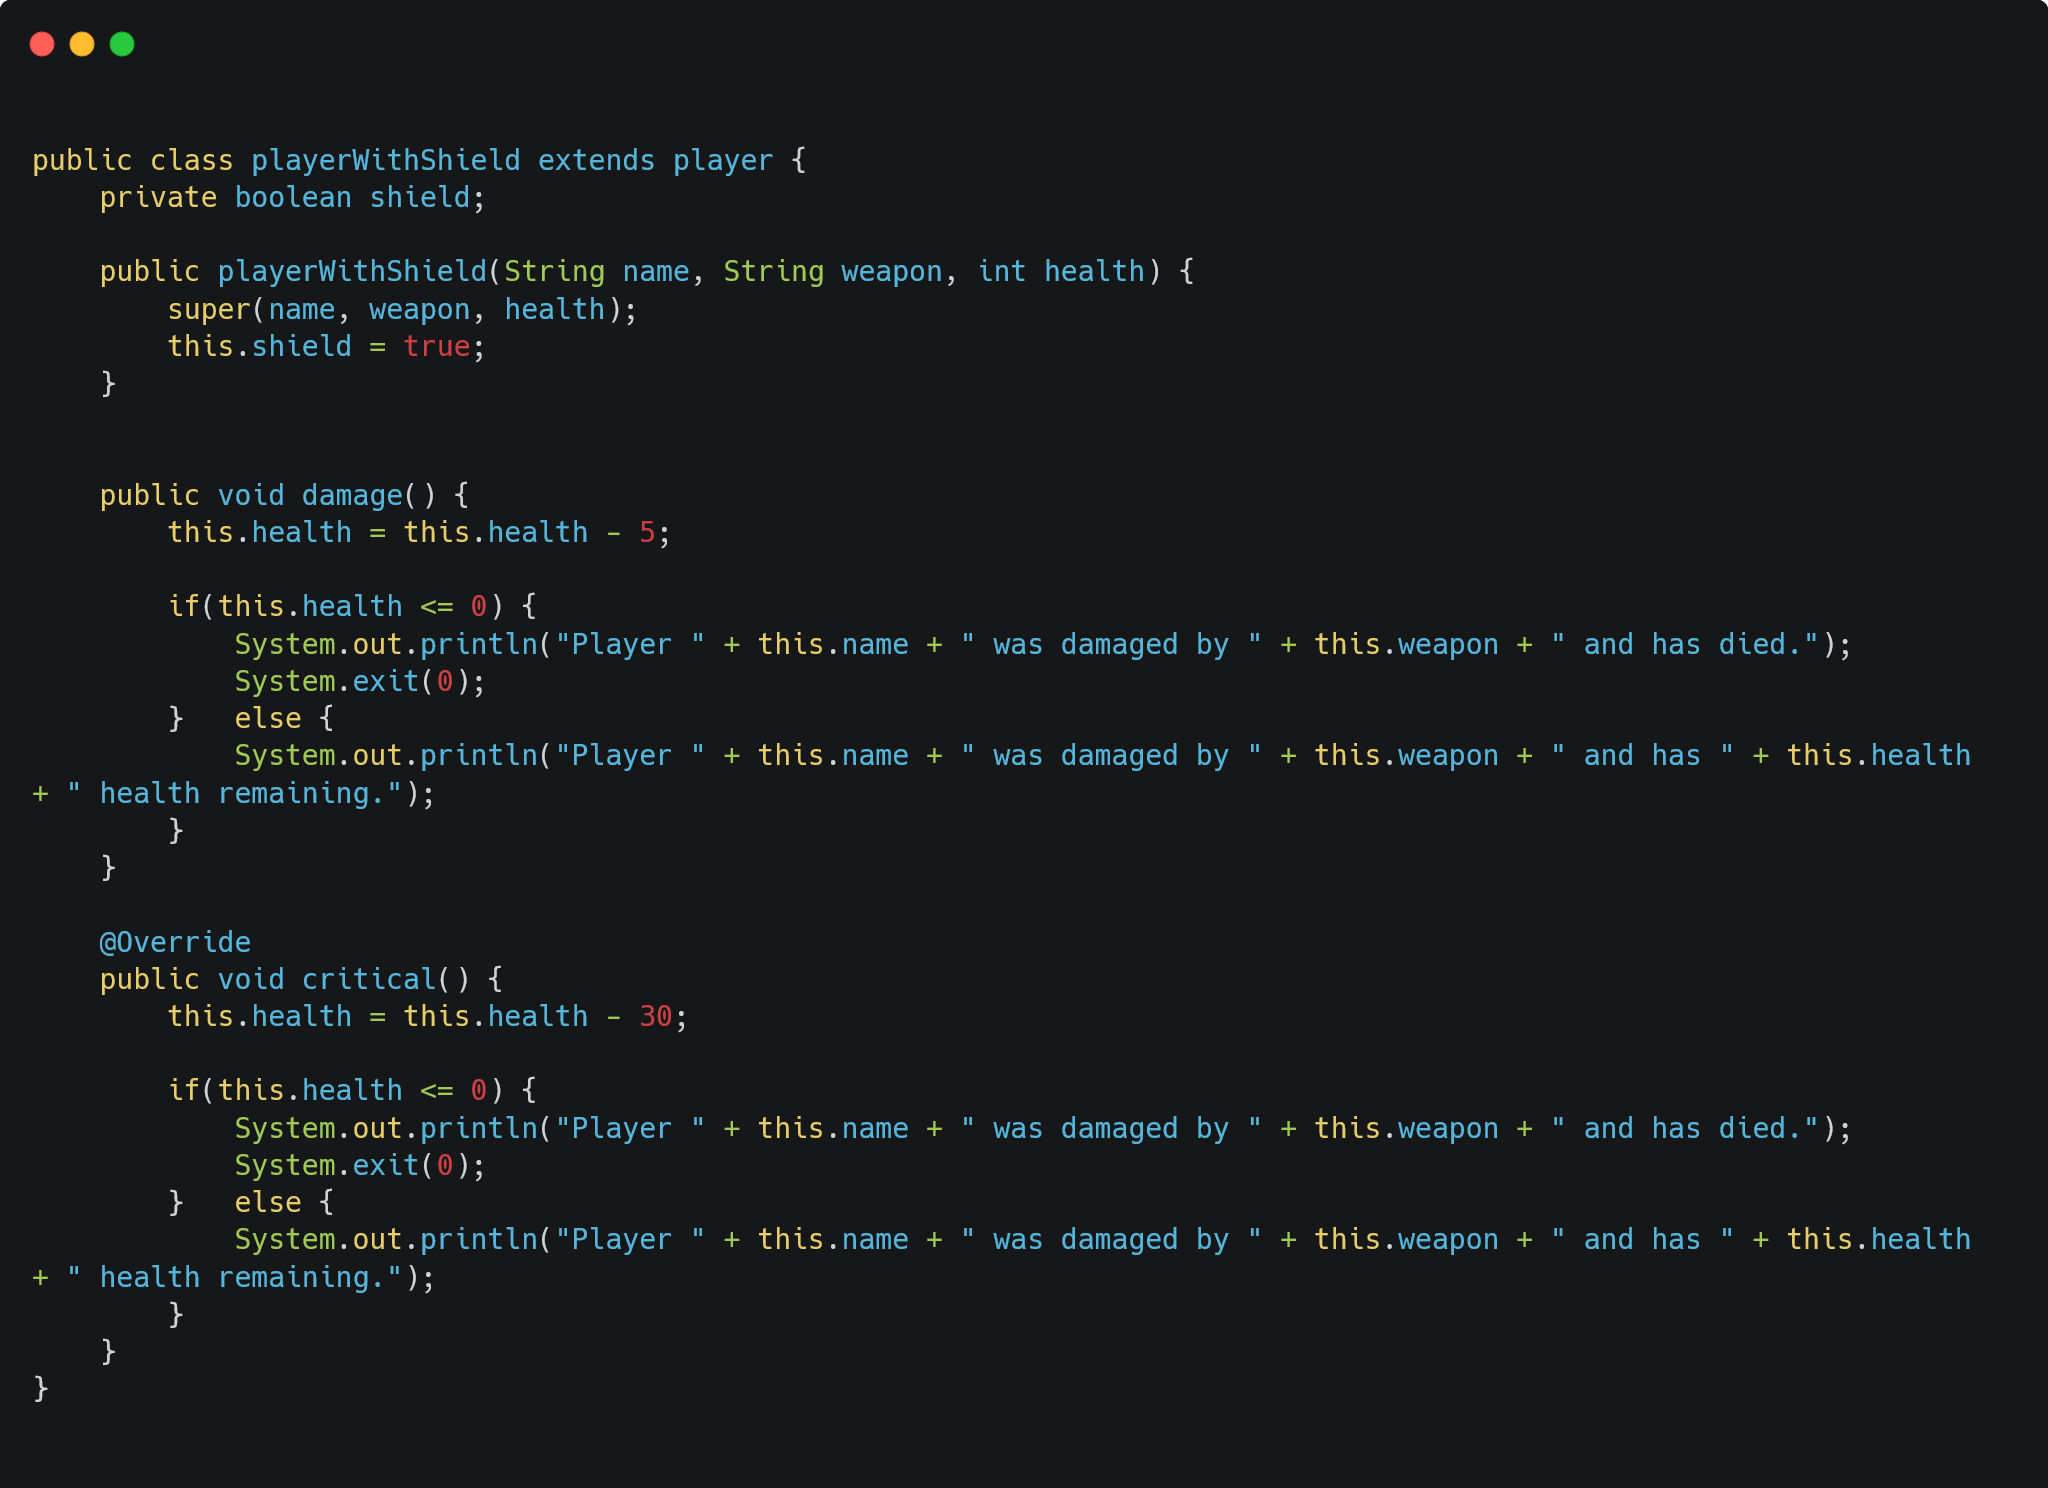 public class playerWithShield extends player {
    private boolean shield;

    public playerWithShield(String name, String weapon, int health) {
        super(name, weapon, health);
        this.shield = true;
    }


    public void damage() {
        this.health = this.health - 5;

        if(this.health <= 0) {
            System.out.println("Player " + this.name + " was damaged by " + this.weapon + " and has died.");
            System.exit(0);
        }   else {
            System.out.println("Player " + this.name + " was damaged by " + this.weapon + " and has " + this.health
+ " health remaining.");
        }
    }

    @Override
    public void critical() {
        this.health = this.health - 30;

        if(this.health <= 0) {
            System.out.println("Player " + this.name + " was damaged by " + this.weapon + " and has died.");
            System.exit(0);
        }   else {
            System.out.println("Player " + this.name + " was damaged by " + this.weapon + " and has " + this.health
+ " health remaining.");
        }
    }
}